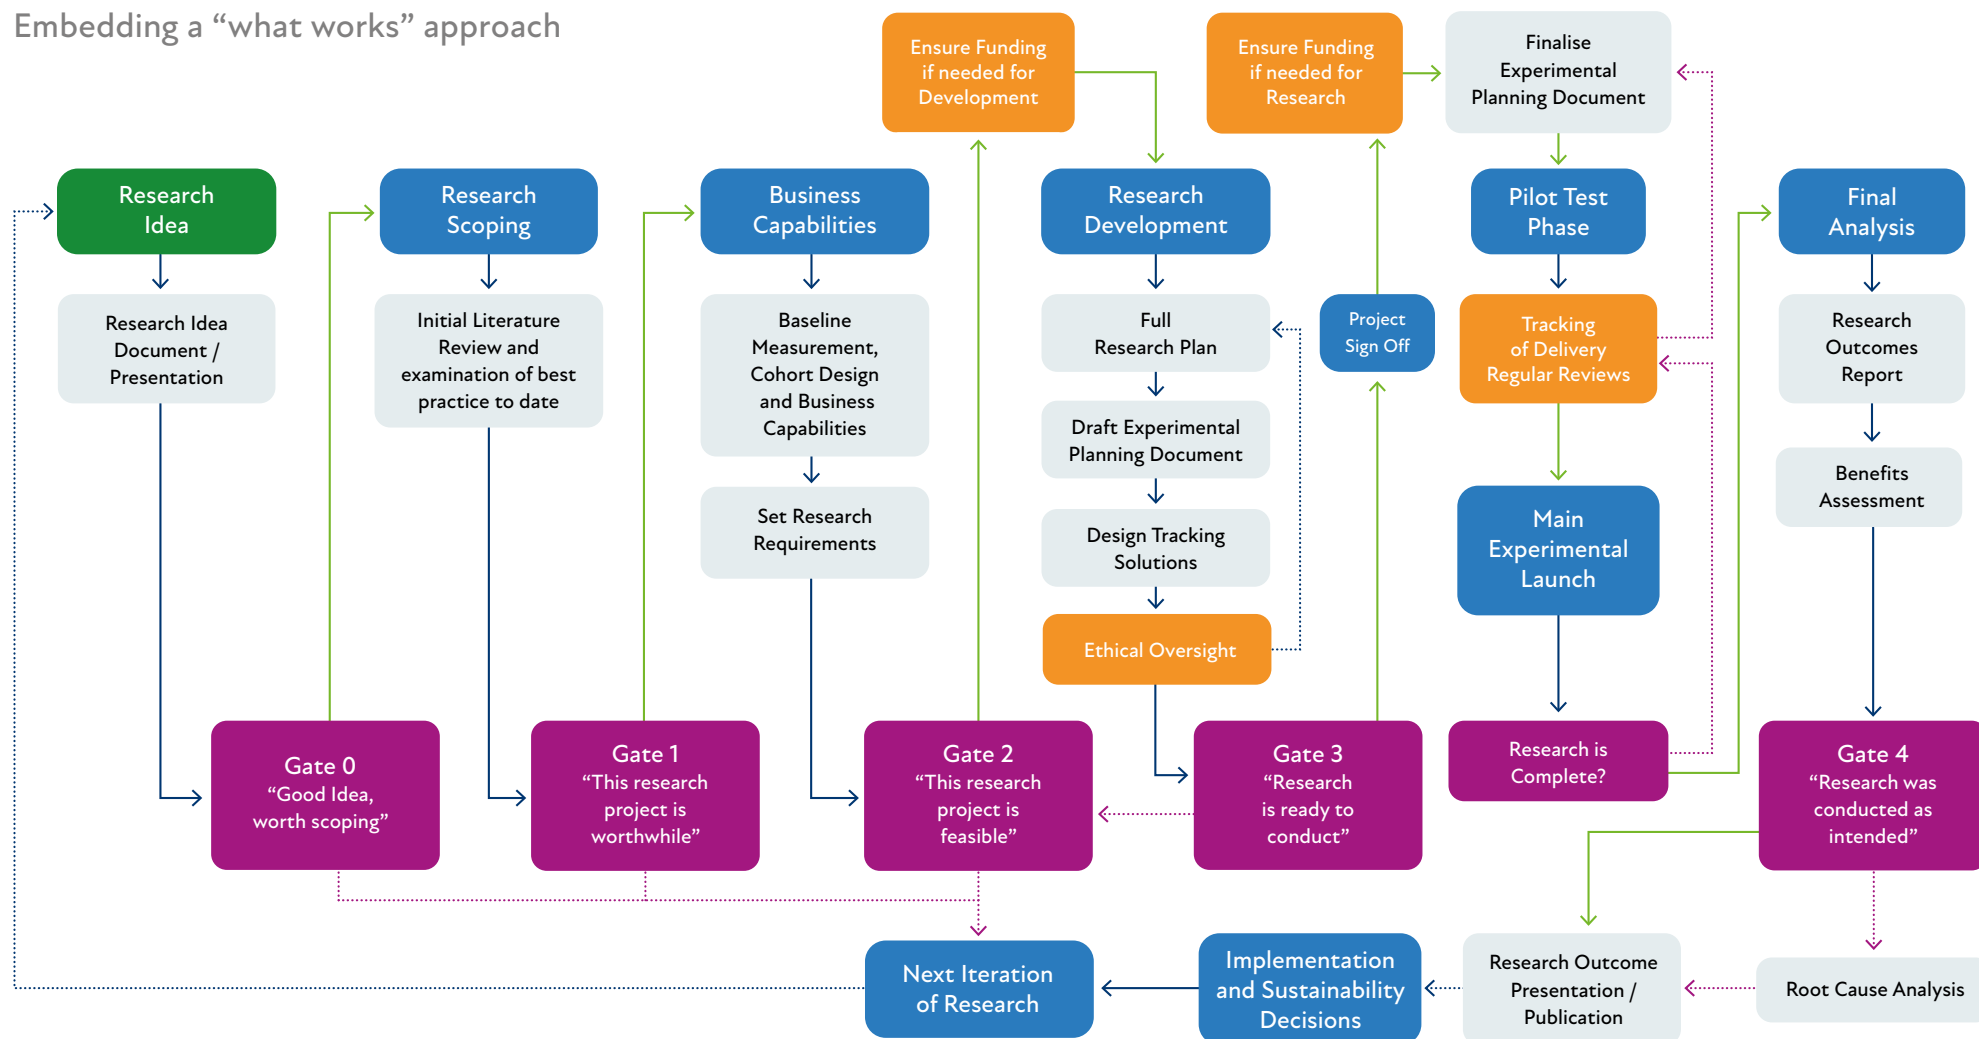 Embedding a “what works” approach
Ensure Funding
if needed for
Development
Ensure Funding
if needed for
Research
Finalise
Experimental
Planning Document
Research
Idea
Research
Scoping
Business
Capabilities
Research
Development
Pilot Test
Phase
Final
Analysis
Research Idea
Document /
Presentation
Initial Literature
Review and
examination of best
practice to date
Baseline
Measurement,
Cohort Design
and Business
Capabilities
Full
Research Plan
Project
Sign Off
Tracking
of Delivery
Regular Reviews
Research
Outcomes
Report
Draft Experimental
Planning Document
Benefits
Assessment
Set Research
Requirements
Design Tracking
Solutions
Main
Experimental
Launch
Ethical Oversight
Gate 0
“Good Idea,
worth scoping”
Gate 1
“This research
project is
worthwhile”
Gate 2
“This research
project is
feasible”
Gate 3
“Research
is ready to
conduct”
Research is
Complete?
Gate 4
“Research was
conducted as
intended”
Next Iteration
of Research
Implementation
and Sustainability
Decisions
Research Outcome
Presentation /
Publication
Root Cause Analysis